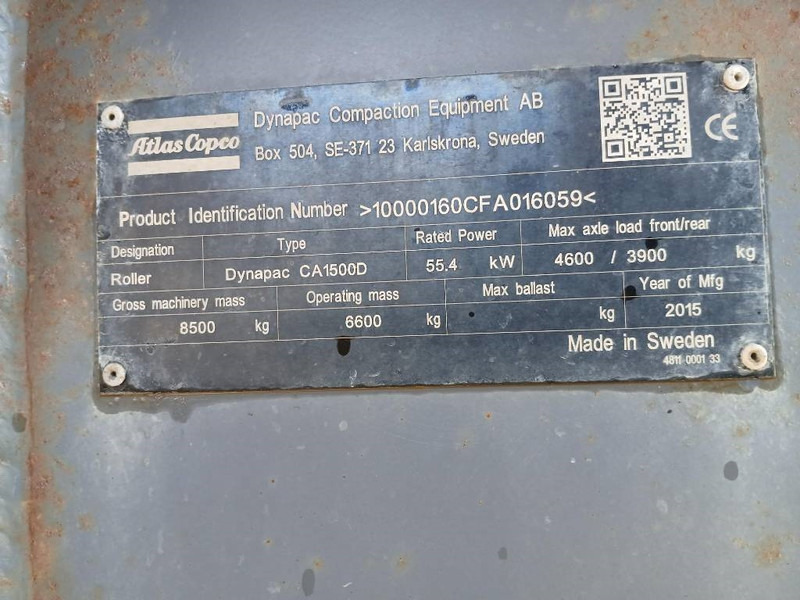 Atlas Copco
Dynapac Compaction Equipment AB
Box 504, SE-371 23 Karlskrona, Sweden
CE
Product Identification Number >10000160CFA016059<
Designation Type Rated Power Max axle load front/rear
Roller Dynapac CA1500D 55.4 kW 4600 / 3900 kg
Gross machinery mass Operating mass Max ballast Year of Mfg
8500 kg 6600 kg kg 2015
Made in Sweden
4811 0001 33